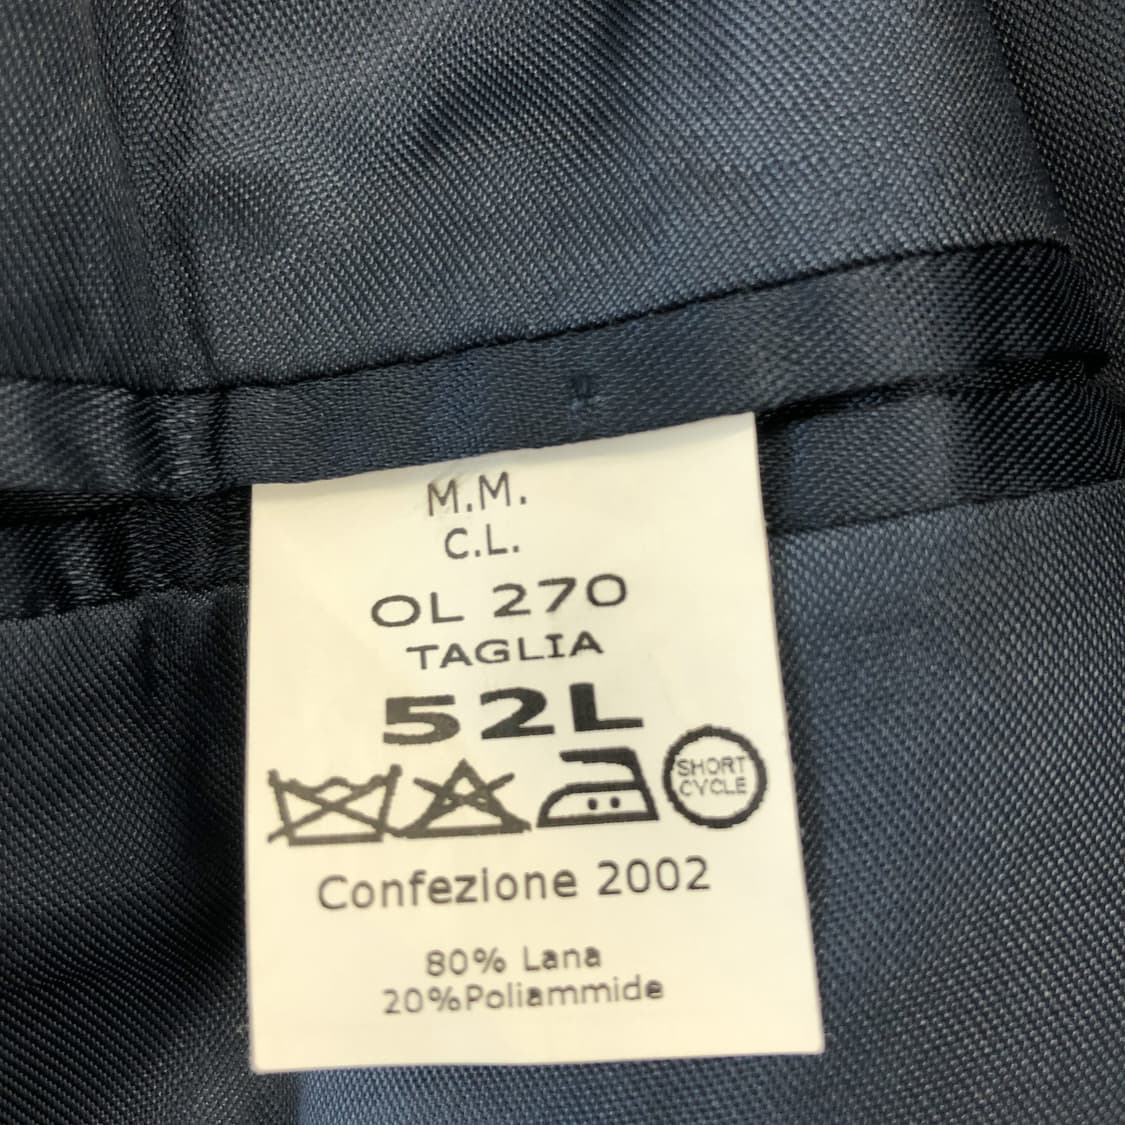 M.M.
C.L.
OL 270
TAGLIA
52L
SHORT
CYCLE
Confezione 2002
80% Lana
20%Poliammide